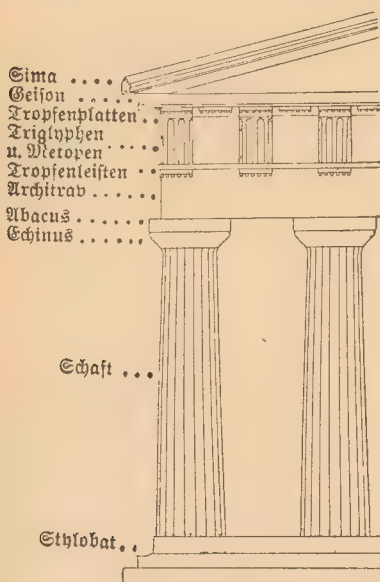 Sima
Geison
Tropfenplatten
Triglyphen
u. Metopen
Tropfenleisten
Architrav
Abacus
Echinus
Schaft
Stylobat